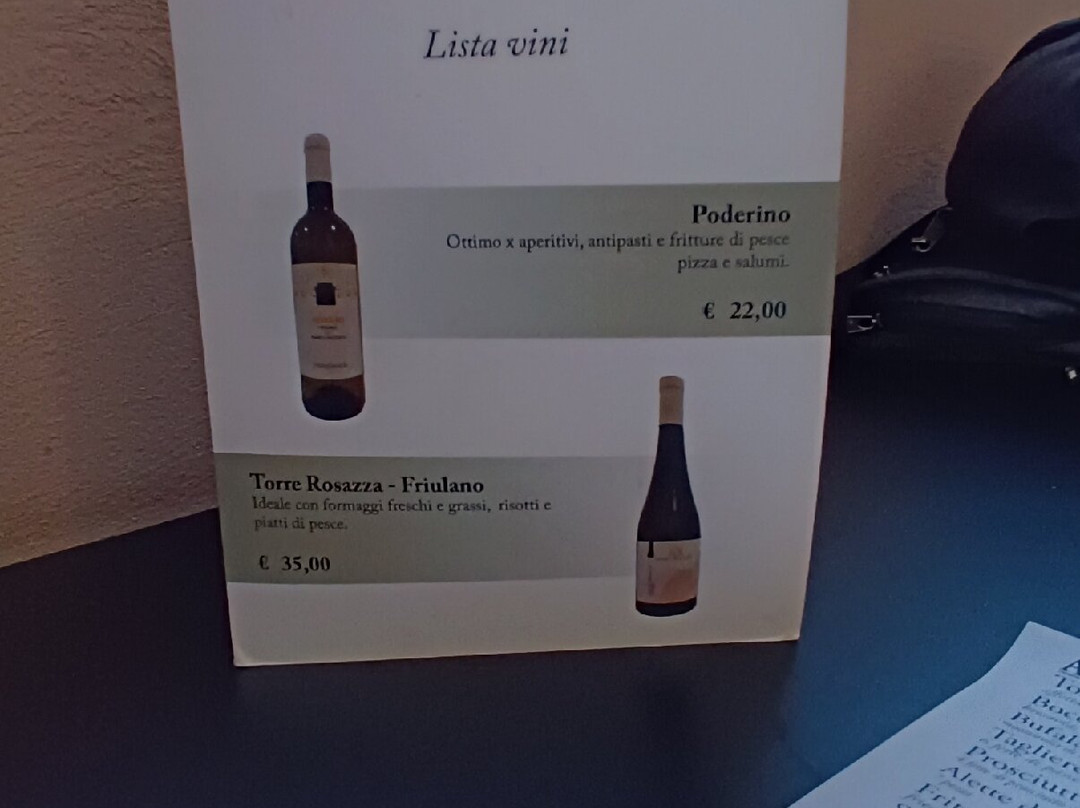 Lista vini
Poderino
Ottimo x aperitivi, antipasti e fritture di pesce
pizza e salumi.
€ 22,00
Torre Rosazza - Friulano
Ideale con formaggi freschi e grassi, risotti e
piatti di pesce.
€ 35,00